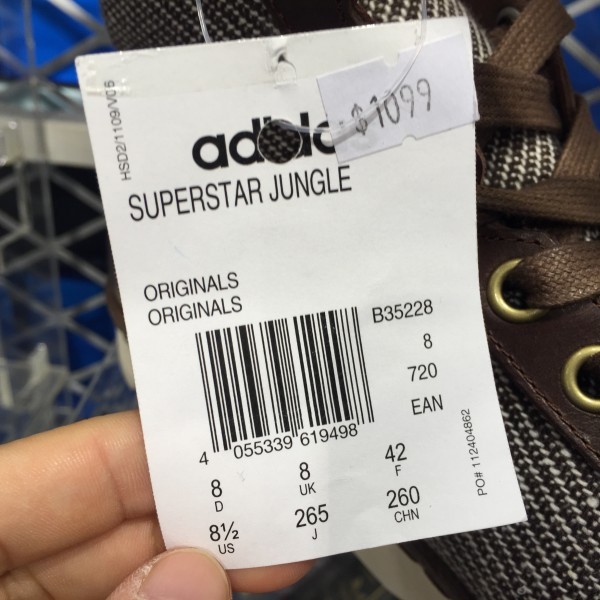 HSD2/1109/V06
$1099
adidas
SUPERSTAR JUNGLE
ORIGINALS
ORIGINALS
B35228
8
720
EAN
4 055339 619498
8 8 42
D UK F
8½ 265 260
US J CHN
PO# 112404862